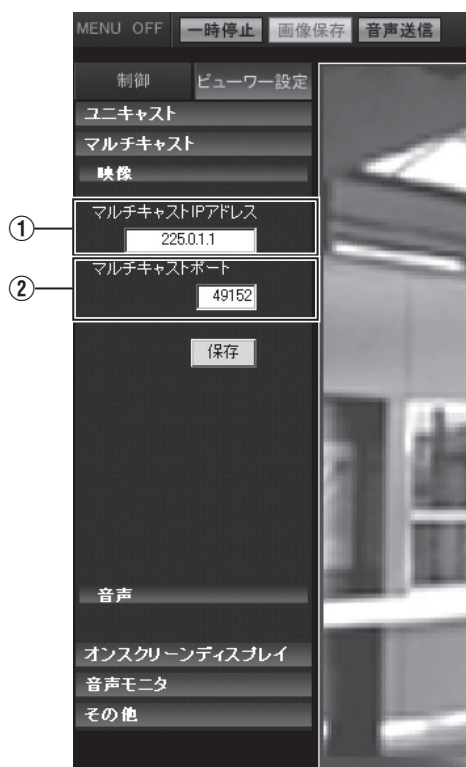 MENU OFF 一時停止 画像保存 音声送信
制御 ビューワー設定
ユニキャスト
マルチキャスト
映像
① マルチキャストIPアドレス
225.0.1.1
② マルチキャストポート
49152
保存
音声
オンスクリーンディスプレイ
音声モニタ
その他